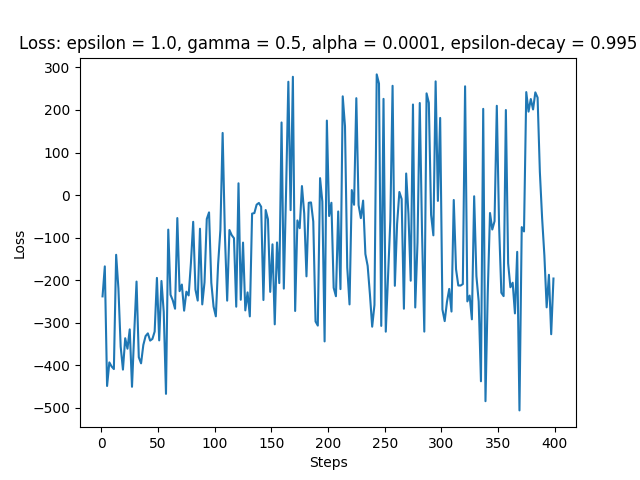 Loss: epsilon = 1.0, gamma = 0.5, alpha = 0.0001, epsilon-decay = 0.995
300
200
100
0
−100
−200
−300
−400
−500
Loss
0 50 100 150 200 250 300 350 400
Steps